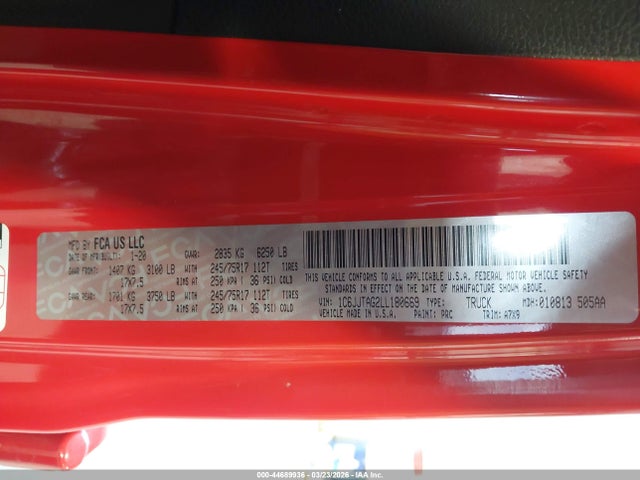 MFD BY FCA US LLC
DATE OF MFR/BUILT: 1-20 GVWR: 2835 KG 6250 LB
GAWR FRONT: 1407 KG 3100 LB 245/75R17 112T TIRES
17X7.5 RIMS AT 250 KPA ( 36 PSI) COLD
GAWR REAR: 1701 KG 3750 LB 245/75R17 112T TIRES
17X7.5 RIMS AT 250 KPA ( 36 PSI) COLD
THIS VEHICLE CONFORMS TO ALL APPLICABLE U.S.A. FEDERAL MOTOR VEHICLE SAFETY
STANDARDS IN EFFECT ON THE DATE OF MANUFACTURE SHOWN ABOVE.
VIN: 1C6JJTAG2LL180669 TYPE: TRUCK MDH: 010813 505AA
VEHICLE MADE IN U.S.A. PAINT: PRC TRIM: A7X9
000-44689936 - 03/23/2026 - IAA Inc.